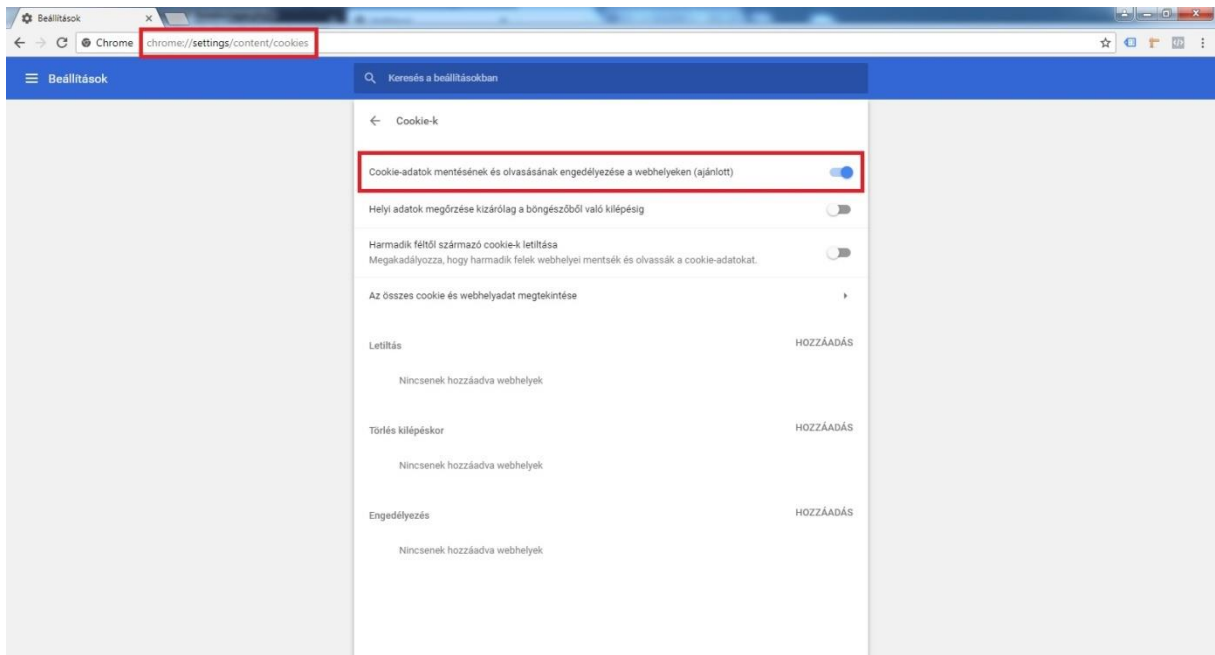 Beállítások
Chrome chrome://settings/content/cookies
Beállítások
Keresés a beállításokban
Cookie-k
Cookie-adatok mentésének és olvasásának engedélyezése a webhelyeken (ajánlott)
Helyi adatok megőrzése kizárólag a böngészőből való kilépésig
Harmadik féltől származó cookie-k letiltása
Megakadályozza, hogy harmadik felek webhelyei mentsék és olvassák a cookie-adatokat.
Az összes cookie és webhelyadat megtekintése
Letiltás HOZZÁADÁS
Nincsenek hozzáadva webhelyek
Törlés kilépéskor HOZZÁADÁS
Nincsenek hozzáadva webhelyek
Engedélyezés HOZZÁADÁS
Nincsenek hozzáadva webhelyek